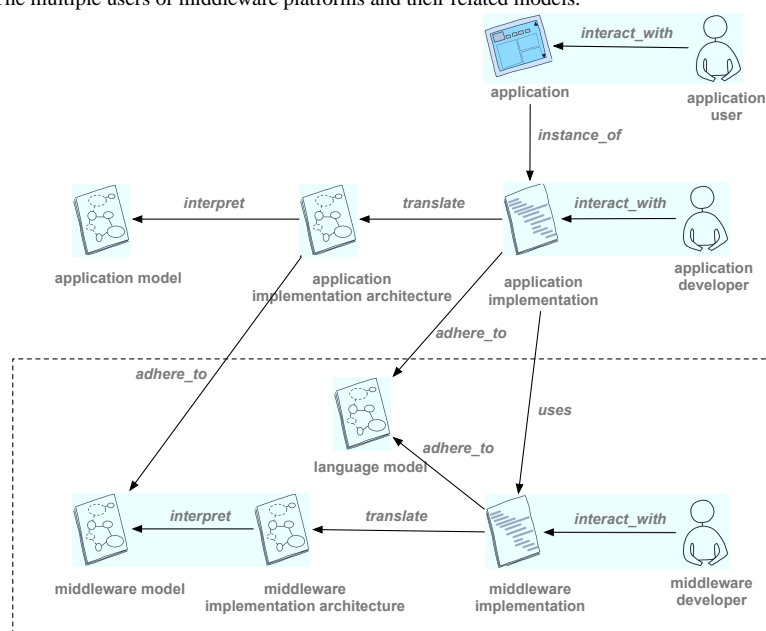 The multiple users of middleware platforms and their related models.
interact_with
application
application
user
instance_of
interpret
translate
interact_with
application model
application
implementation architecture
application
implementation
application
developer
adhere_to
adhere_to
uses
adhere_to
language model
interpret
translate
interact_with
middleware model
middleware
implementation architecture
middleware
implementation
middleware
developer